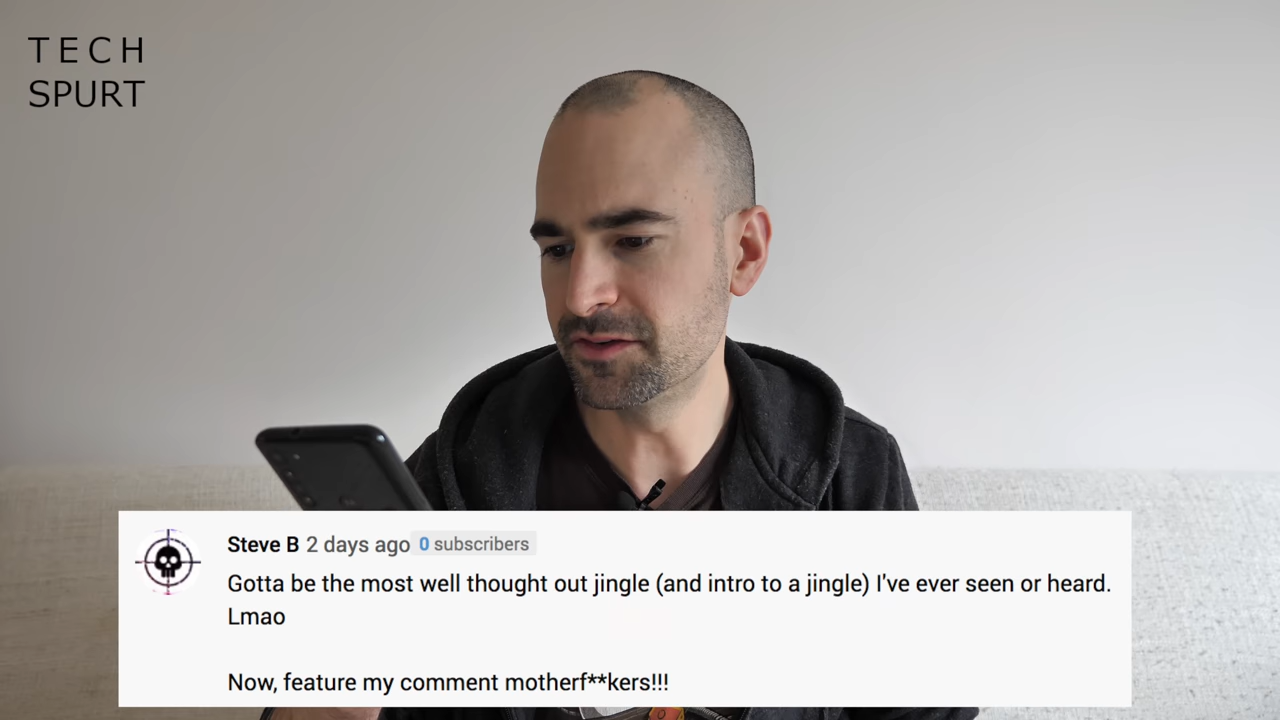 TECH
SPURT
Steve B 2 days ago 0 subscribers
Gotta be the most well thought out jingle (and intro to a jingle) I've ever seen or heard.
Lmao
Now, feature my comment motherf**kers!!!